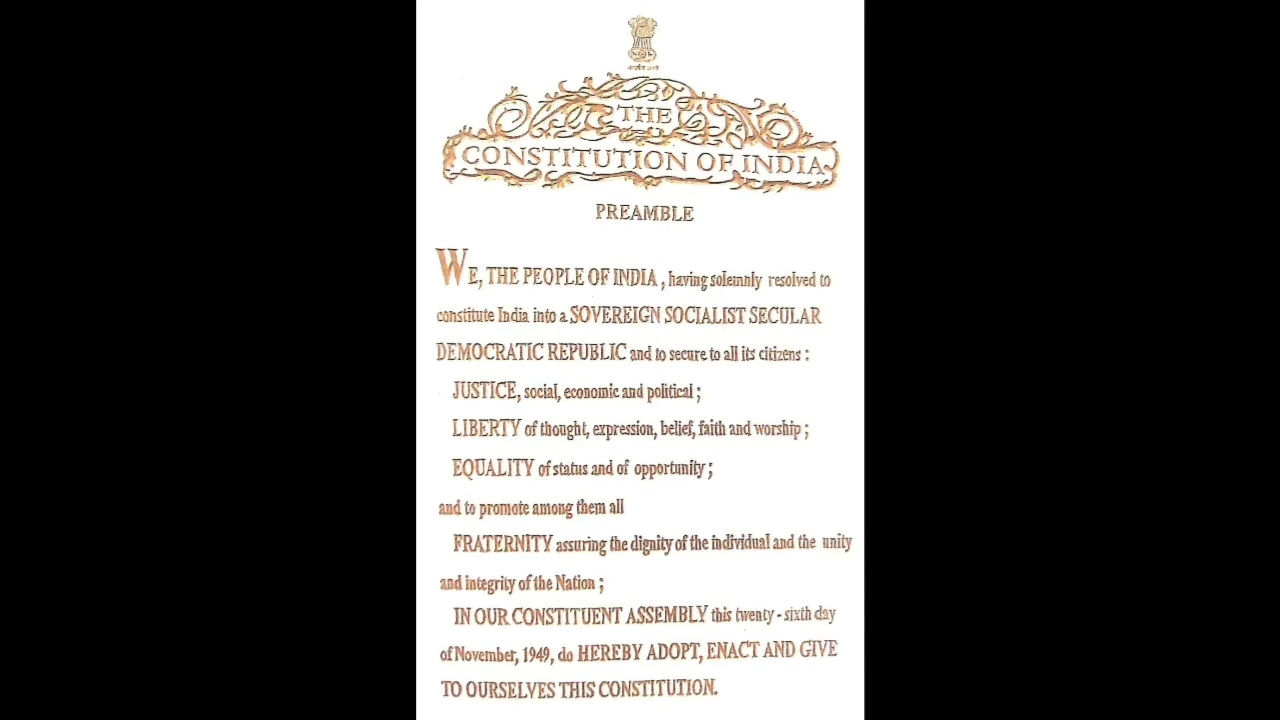 THE
CONSTITUTION OF INDIA
PREAMBLE
WE, THE PEOPLE OF INDIA , having solemnly resolved to
constitute India into a SOVEREIGN SOCIALIST SECULAR
DEMOCRATIC REPUBLIC and to secure to all its citizens :
JUSTICE, social, economic and political ;
LIBERTY of thought, expression, belief, faith and worship ;
EQUALITY of status and of opportunity ;
and to promote among them all
FRATERNITY assuring the dignity of the individual and the unity
and integrity of the Nation ;
IN OUR CONSTITUENT ASSEMBLY this twenty - sixth day
of November, 1949, do HEREBY ADOPT, ENACT AND GIVE
TO OURSELVES THIS CONSTITUTION.